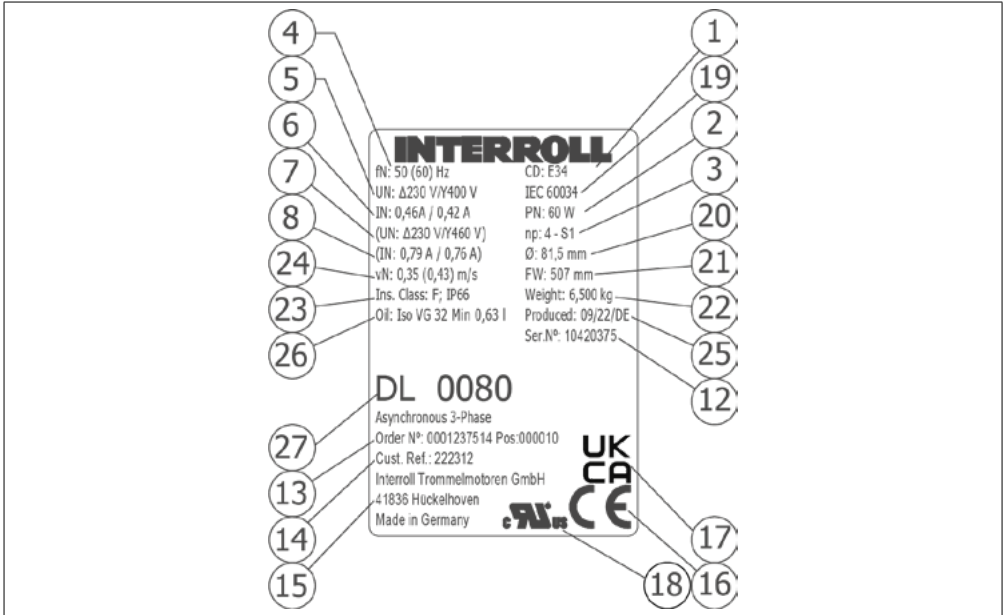 4
5
6
7
8
24
23
26
27
13
14
15
1
19
2
3
20
21
22
25
12
17
16
18
INTERROLL
fN: 50 (60) Hz
CD: E34
UN: Δ230 V/Y400 V
IEC 60034
IN: 0,46A / 0,42 A
PN: 60 W
(UN: Δ230 V/Y460 V)
np: 4 - S1
(IN: 0,79 A / 0,76 A)
Ø: 81,5 mm
vN: 0,35 (0,43) m/s
FW: 507 mm
Ins. Class: F; IP66
Weight: 6,500 kg
Oil: Iso VG 32 Min 0,63 l
Produced: 09/22/DE
Ser.Nº: 10420375
DL 0080
Asynchronous 3-Phase
Order Nº: 0001237514 Pos:000010
Cust. Ref.: 222312
Interroll Trommelmotoren GmbH
41836 Hückelhoven
Made in Germany
UK
CA
c RU us
CE